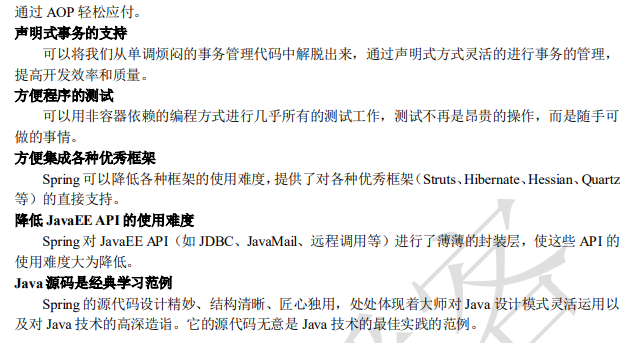 通过 AOP 轻松应付。
声明式事务的支持
可以将我们从单调烦闷的事务管理代码中解脱出来，通过声明式方式灵活的进行事务的管理，
提高开发效率和质量。
方便程序的测试
可以用非容器依赖的编程方式进行几乎所有的测试工作，测试不再是昂贵的操作，而是随手可
做的事情。
方便集成各种优秀框架
Spring 可以降低各种框架的使用难度，提供了对各种优秀框架（Struts、Hibernate、Hessian、Quartz
等）的直接支持。
降低 JavaEE API 的使用难度
Spring 对 JavaEE API（如 JDBC、JavaMail、远程调用等）进行了薄薄的封装层，使这些 API 的
使用难度大为降低。
Java 源码是经典学习范例
Spring 的源代码设计精妙、结构清晰、匠心独用，处处体现着大师对 Java 设计模式灵活运用以
及对 Java 技术的高深造诣。它的源代码无意是 Java 技术的最佳实践的范例。